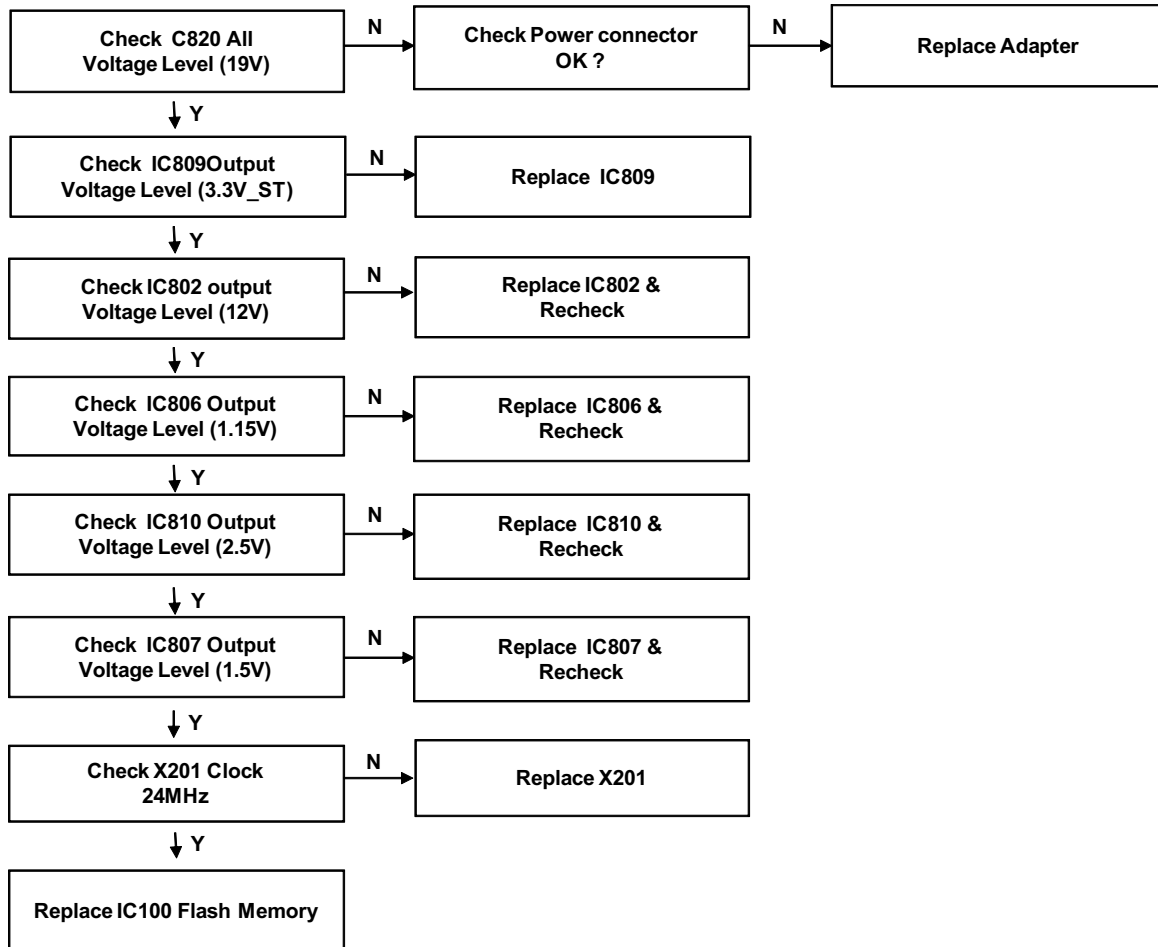 Check C820 All
Voltage Level (19V)
N
Check Power connector
OK ?
N
Replace Adapter
Y
Check IC809Output
Voltage Level (3.3V_ST)
N
Replace IC809
Y
Check IC802 output
Voltage Level (12V)
N
Replace IC802 &
Recheck
Y
Check IC806 Output
Voltage Level (1.15V)
N
Replace IC806 &
Recheck
Y
Check IC810 Output
Voltage Level (2.5V)
N
Replace IC810 &
Recheck
Y
Check IC807 Output
Voltage Level (1.5V)
N
Replace IC807 &
Recheck
Y
Check X201 Clock
24MHz
N
Replace X201
Y
Replace IC100 Flash Memory